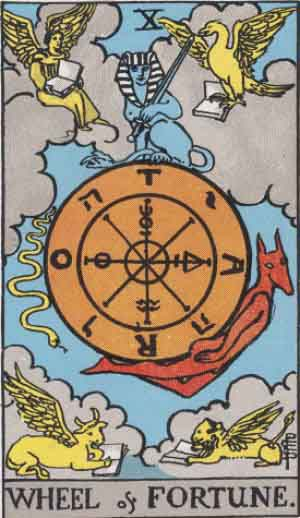 X
ה T י
O A
ו R ה
WHEEL of FORTUNE.